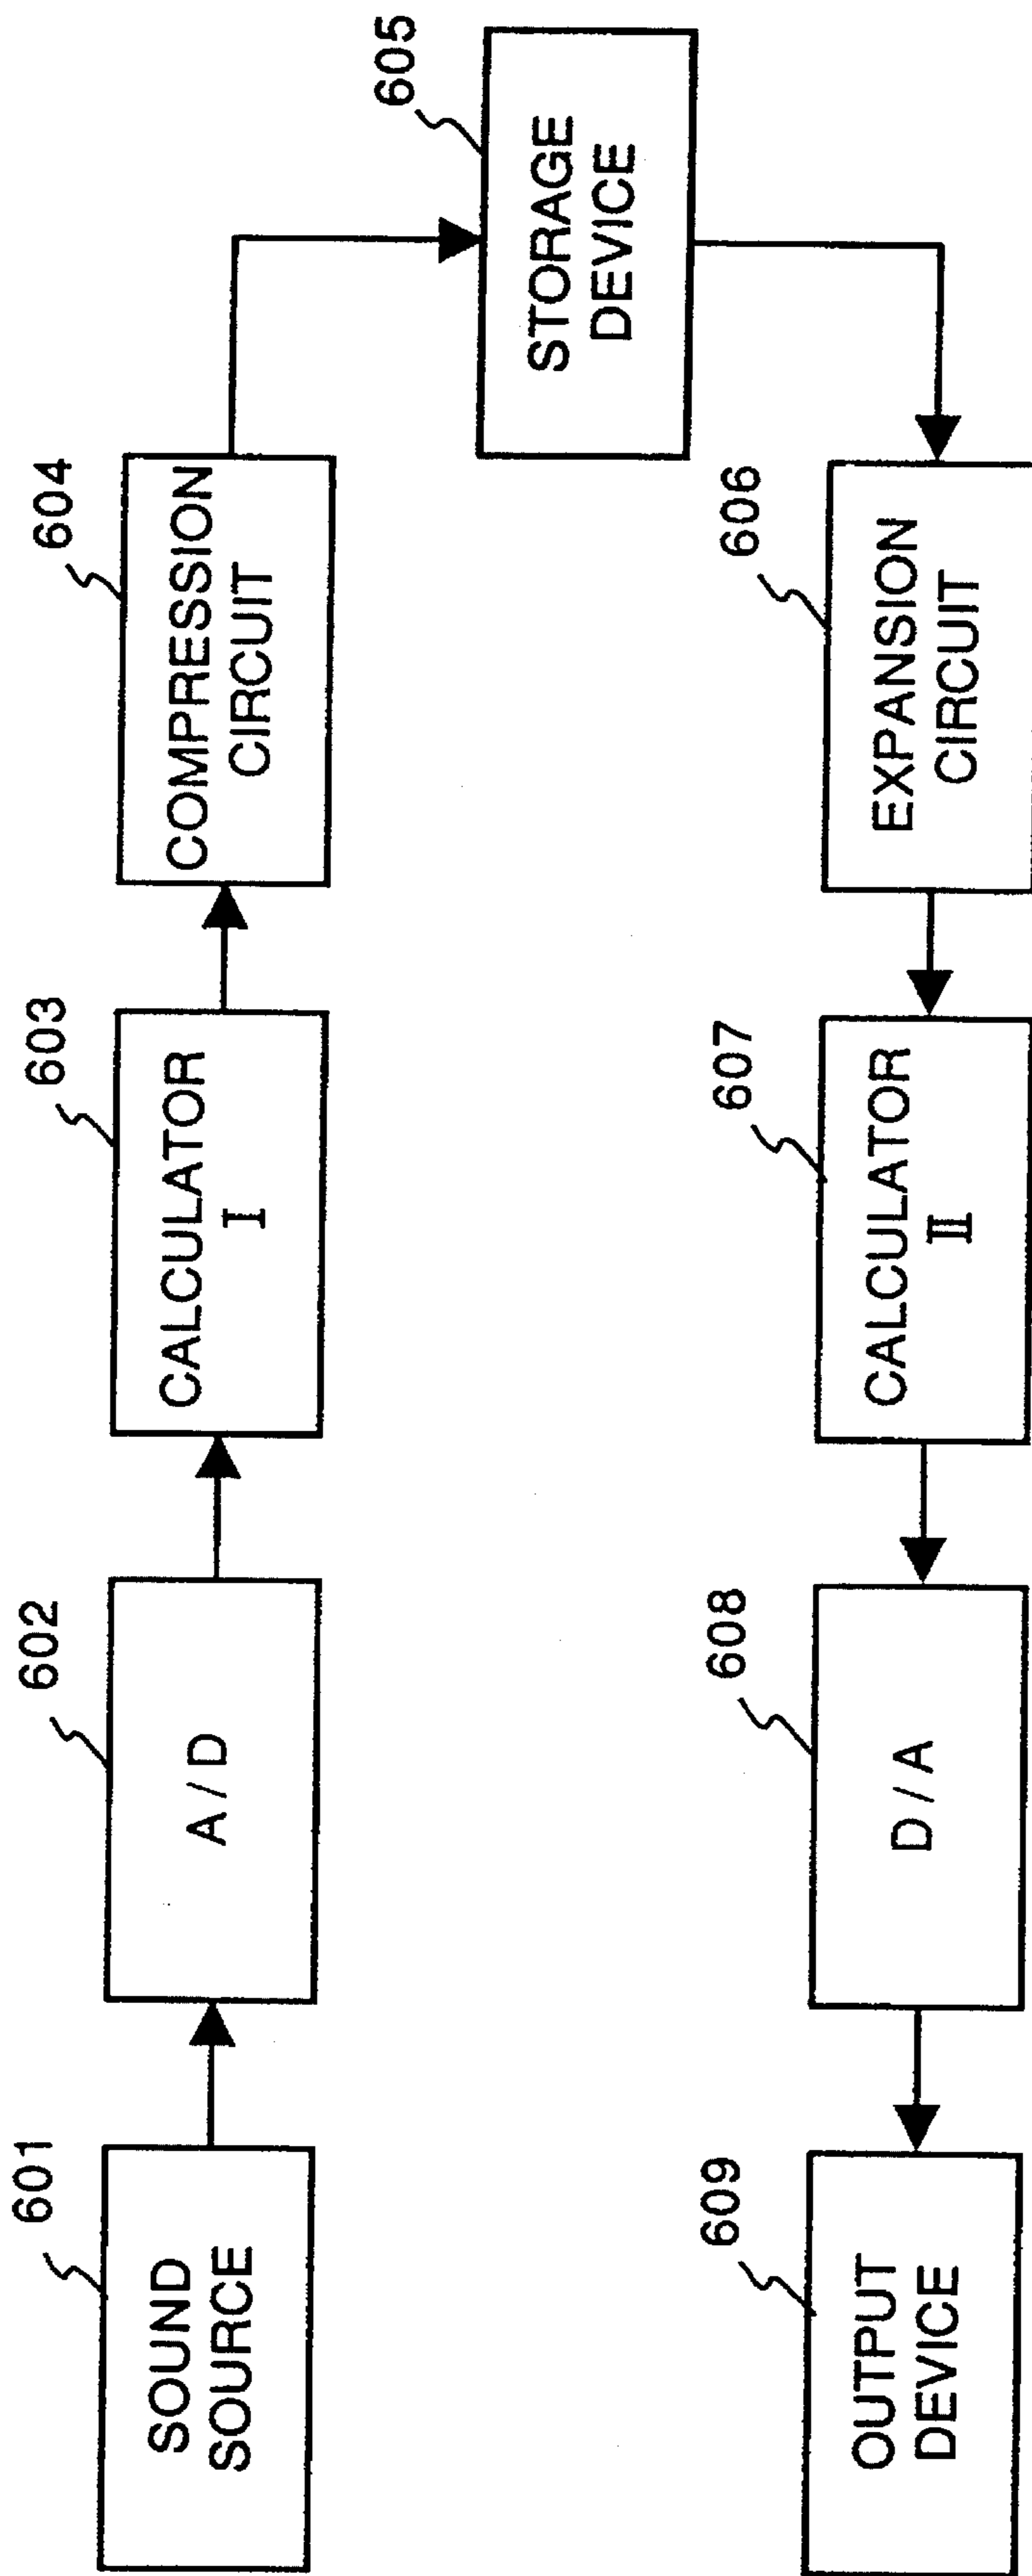 601
SOUND
SOURCE
602
A / D
603
CALCULATOR
I
604
COMPRESSION
CIRCUIT
605
STORAGE
DEVICE
606
EXPANSION
CIRCUIT
607
CALCULATOR
II
608
D / A
609
OUTPUT
DEVICE